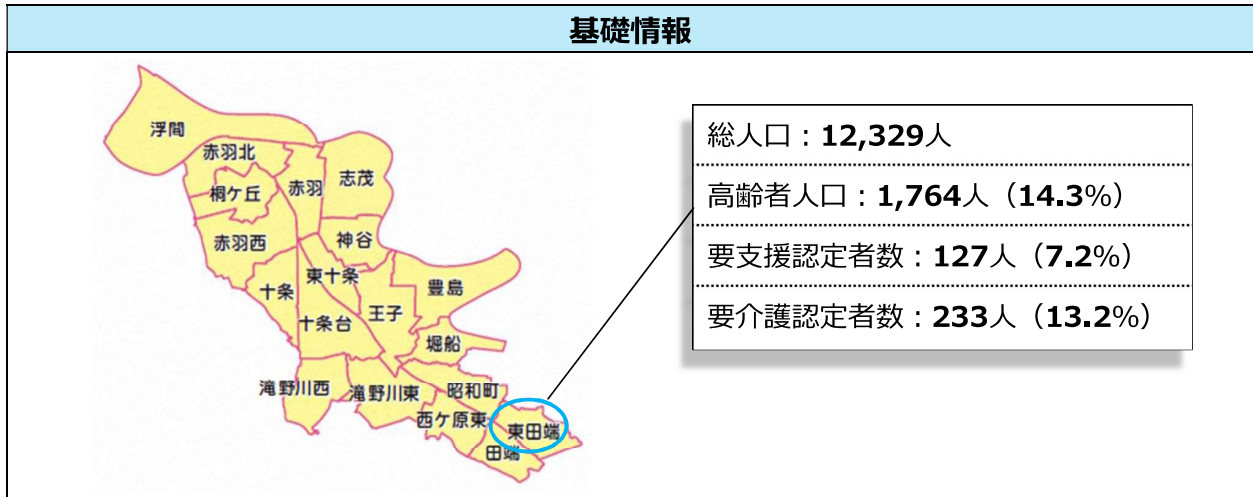 基礎情報
浮間
赤羽北
桐ケ丘
赤羽
志茂
赤羽西
神谷
東十条
十条
豊島
王子
十条台
堀船
滝野川西
滝野川東
昭和町
西ケ原東
東田端
田端
総人口：12,329人
高齢者人口：1,764人（14.3%）
要支援認定者数：127人（7.2%）
要介護認定者数：233人（13.2%）